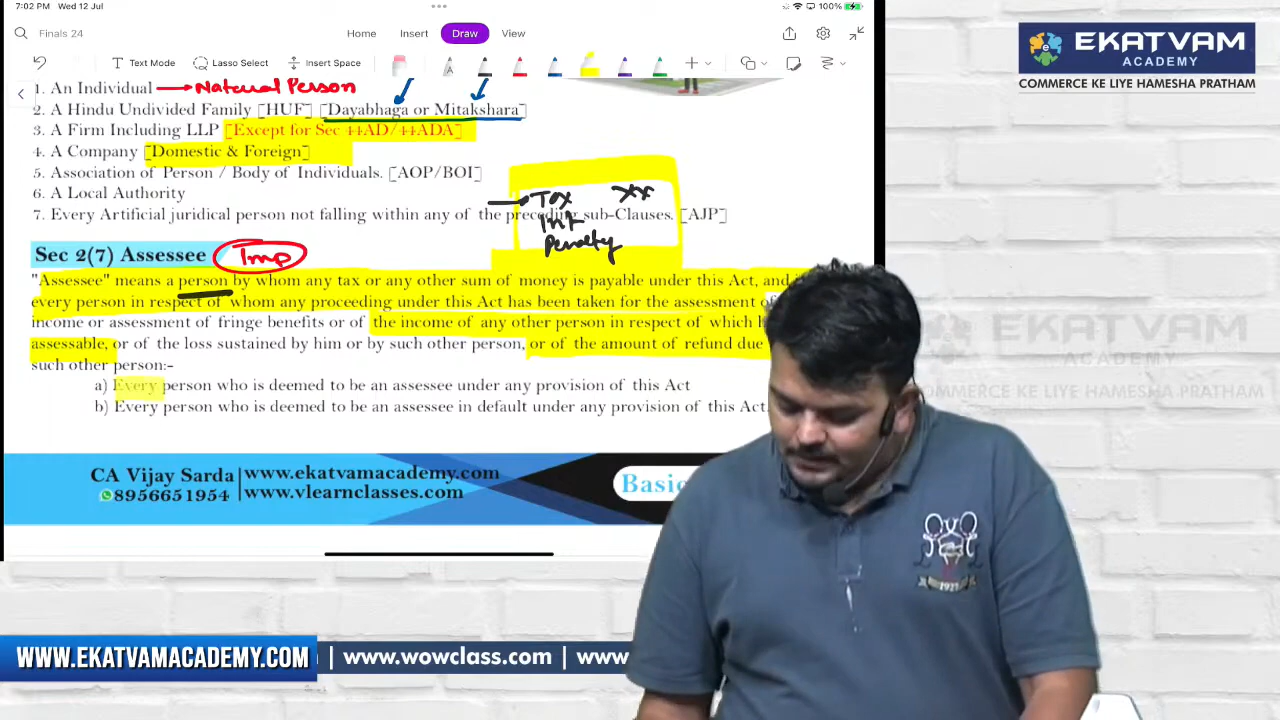 7:02 PM Wed 12 Jul
100%
Finals 24
Home Insert Draw View
Text Mode
Lasso Select
Insert Space
EKATVAM
ACADEMY
COMMERCE KE LIYE HAMESHA PRATHAM
1. An Individual → Natural Person
2. A Hindu Undivided Family [HUF] [Dayabhaga or Mitakshara]
3. A Firm Including LLP [Except for Sec 44AD/44ADA]
4. A Company [Domestic & Foreign]
5. Association of Person / Body of Individuals. [AOP/BOI]
6. A Local Authority
7. Every Artificial juridical person not falling within any of the preceding sub-Clauses. [AJP]
Tax xx
Int
Penalty
Sec 2(7) Assessee Imp
"Assessee" means a person by whom any tax or any other sum of money is payable under this Act, and
every person in respect of whom any proceeding under this Act has been taken for the assessment of
income or assessment of fringe benefits or of the income of any other person in respect of which
assessable, or of the loss sustained by him or by such other person, or of the amount of refund due
such other person:-
a) Every person who is deemed to be an assessee under any provision of this Act
b) Every person who is deemed to be an assessee in default under any provision of this Act.
EKATVAM
ACADEMY
COMMERCE KE LIYE HAMESHA PRATHAM
CA Vijay Sarda | www.ekatvamacademy.com
8956651954 | www.vlearnclasses.com
Basic
1921
WWW.EKATVAMACADEMY.COM | www.wowclass.com | www